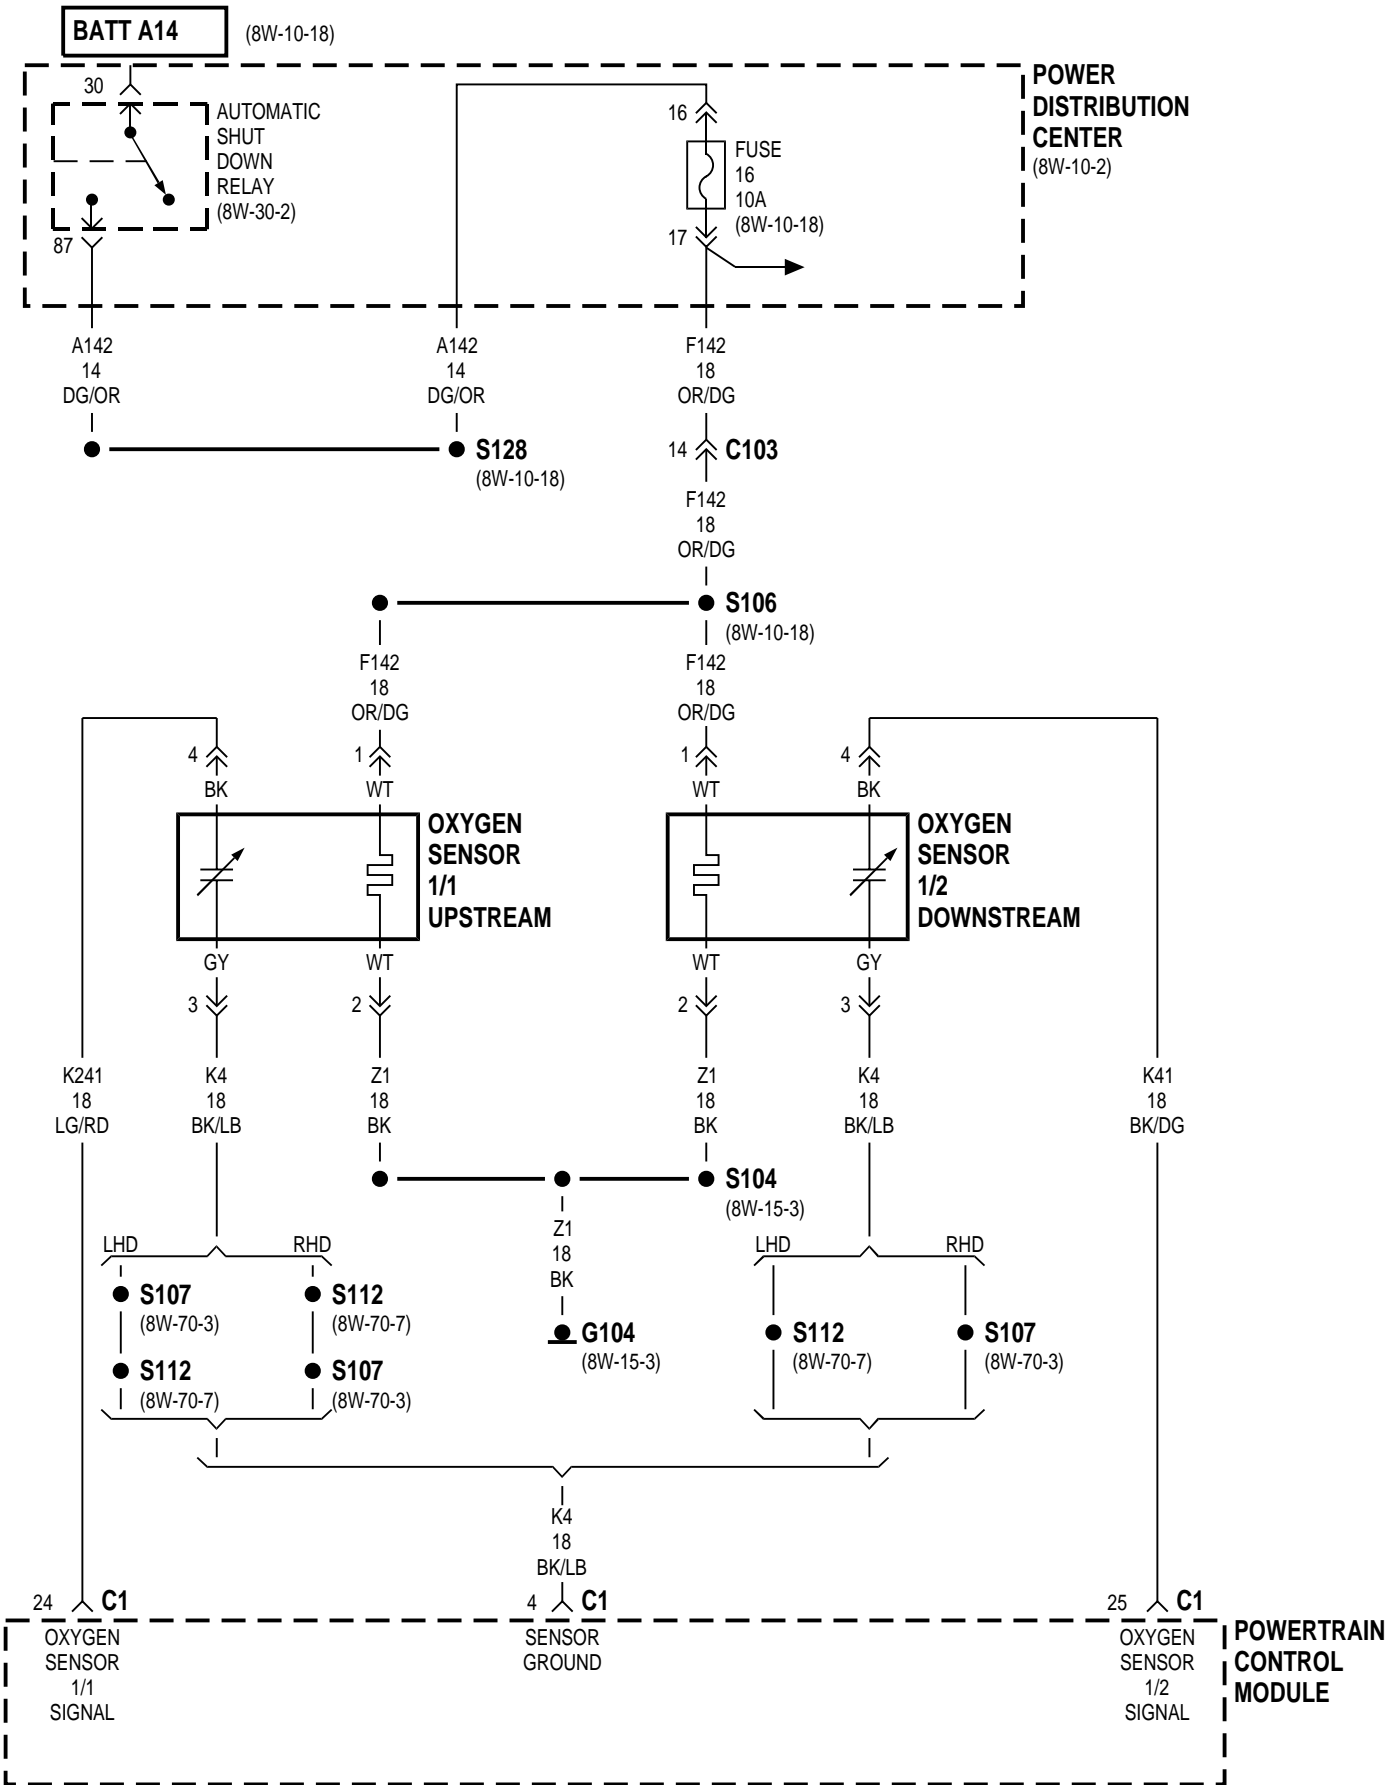 BATT A14
(8W-10-18)
POWER
DISTRIBUTION
CENTER
(8W-10-2)
30
AUTOMATIC
SHUT
DOWN
RELAY
(8W-30-2)
87
16
FUSE
16
10A
(8W-10-18)
17
A142
14
DG/OR
A142
14
DG/OR
F142
18
OR/DG
S128
(8W-10-18)
14
C103
F142
18
OR/DG
S106
(8W-10-18)
F142
18
OR/DG
F142
18
OR/DG
4
BK
1
WT
1
WT
4
BK
OXYGEN
SENSOR
1/1
UPSTREAM
OXYGEN
SENSOR
1/2
DOWNSTREAM
GY
3
WT
2
WT
2
GY
3
K241
18
LG/RD
K4
18
BK/LB
Z1
18
BK
Z1
18
BK
K4
18
BK/LB
K41
18
BK/DG
S104
(8W-15-3)
Z1
18
BK
G104
(8W-15-3)
LHD
RHD
S107
(8W-70-3)
S112
(8W-70-7)
S112
(8W-70-7)
S107
(8W-70-3)
LHD
RHD
S112
(8W-70-7)
S107
(8W-70-3)
K4
18
BK/LB
24
C1
4
C1
25
C1
OXYGEN
SENSOR
1/1
SIGNAL
SENSOR
GROUND
OXYGEN
SENSOR
1/2
SIGNAL
POWERTRAIN
CONTROL
MODULE